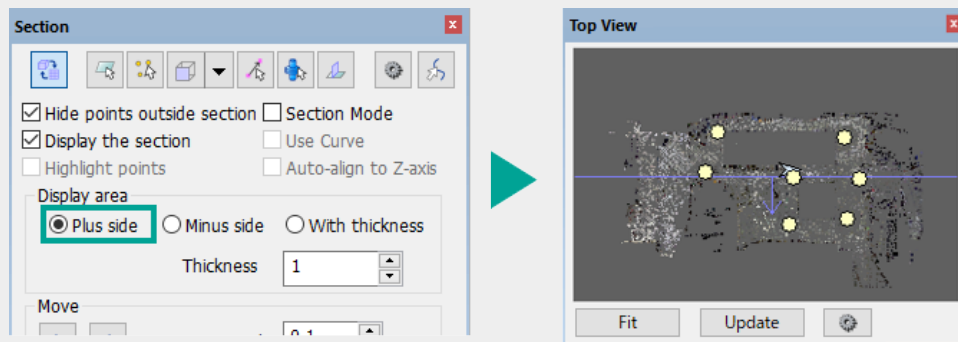 Section
Hide points outside section
Section Mode
Display the section
Use Curve
Highlight points
Auto-align to Z-axis
Display area
Plus side
Minus side
With thickness
Thickness
1
Move
Top View
Fit
Update